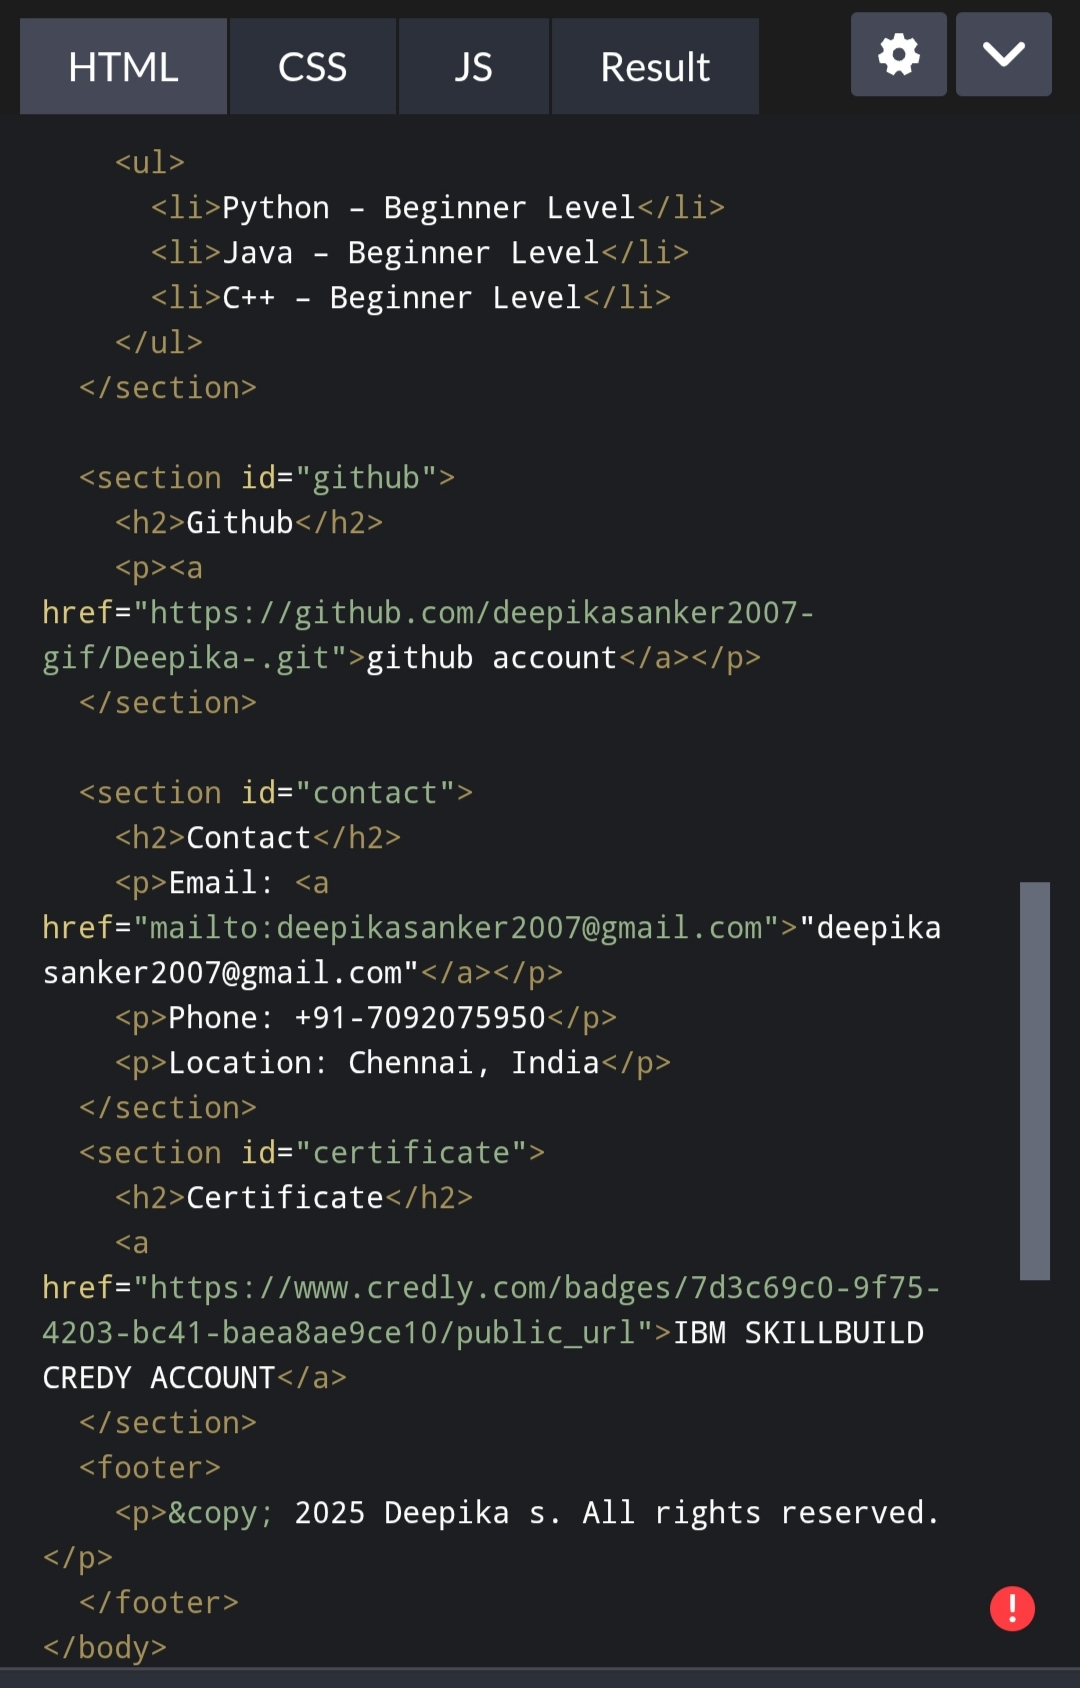 HTML CSS JS Result
<ul>
<li>Python – Beginner Level</li>
<li>Java – Beginner Level</li>
<li>C++ – Beginner Level</li>
</ul>
</section>
<section id="github">
<h2>Github</h2>
<p><a
href="https://github.com/deepikasanker2007-
gif/Deepika-.git">github account</a></p>
</section>
<section id="contact">
<h2>Contact</h2>
<p>Email: <a
href="mailto:deepikasanker2007@gmail.com">"deepika
sanker2007@gmail.com"</a></p>
<p>Phone: +91-7092075950</p>
<p>Location: Chennai, India</p>
</section>
<section id="certificate">
<h2>Certificate</h2>
<a
href="https://www.credly.com/badges/7d3c69c0-9f75-
4203-bc41-baea8ae9ce10/public_url">IBM SKILLBUILD
CREDY ACCOUNT</a>
</section>
<footer>
<p>&copy; 2025 Deepika s. All rights reserved.
</p>
</footer>
</body>